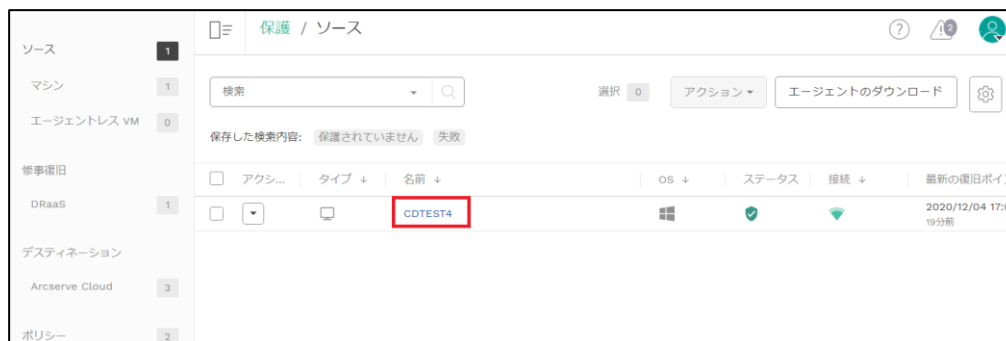 保護 / ソース
2
ソース 1
マシン 1
エージェントレス VM 0
惨事復旧
DRaaS 1
デスティネーション
Arcserve Cloud 3
ポリシー 2
検索
選択 0
アクション
エージェントのダウンロード
保存した検索内容: 保護されていません 失敗
アクシ... タイプ 名前 OS ステータス 接続 最新の復旧ポイ
CDTEST4 2020/12/04 17:
19分前